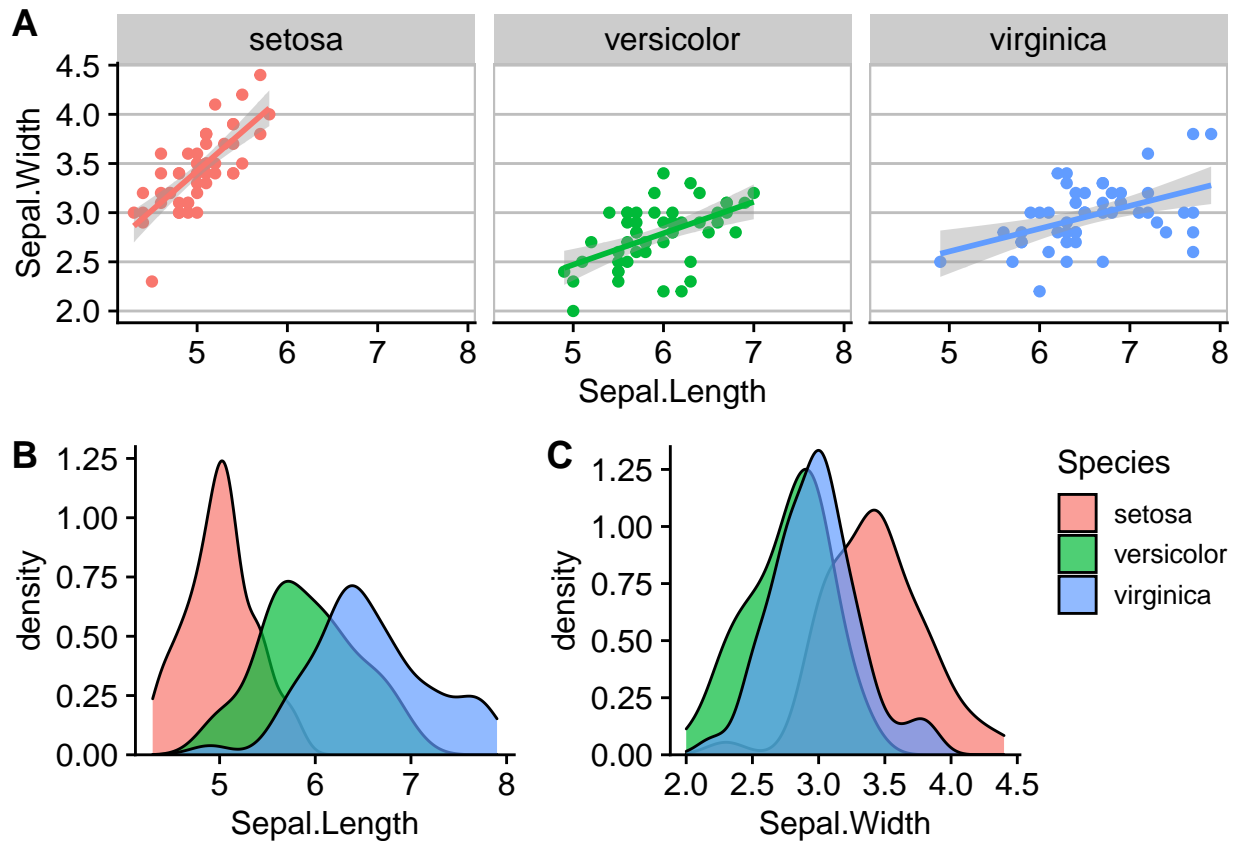 A
setosa versicolor virginica
4.5
4.0
3.5
3.0
2.5
2.0
Sepal.Width
5 6 7 8 5 6 7 8 5 6 7 8
Sepal.Length
B
1.25
1.00
0.75
0.50
0.25
0.00
density
5 6 7 8
Sepal.Length
C
1.25
1.00
0.75
0.50
0.25
0.00
density
2.0 2.5 3.0 3.5 4.0 4.5
Sepal.Width
Species
setosa
versicolor
virginica